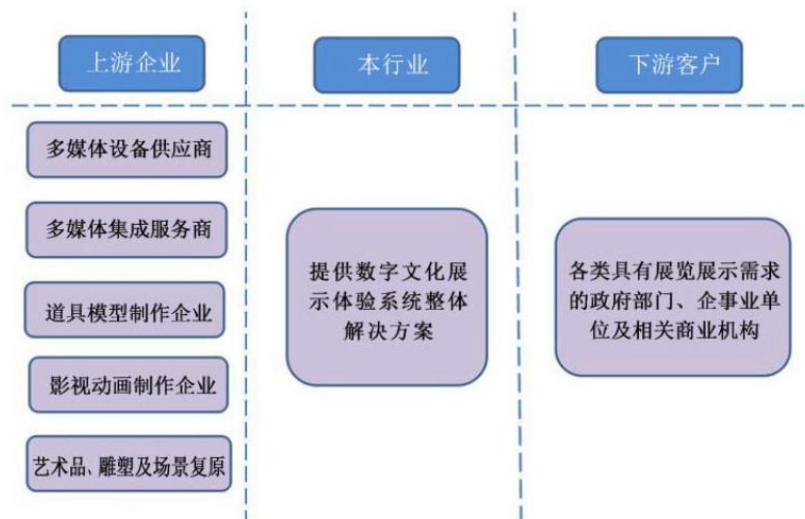 上游企业
本行业
下游客户
多媒体设备供应商
多媒体集成服务商
道具模型制作企业
影视动画制作企业
艺术品、雕塑及场景复原
提供数字文化展
示体验系统整体
解决方案
各类具有展览展示需求
的政府部门、企事业单
位及相关商业机构